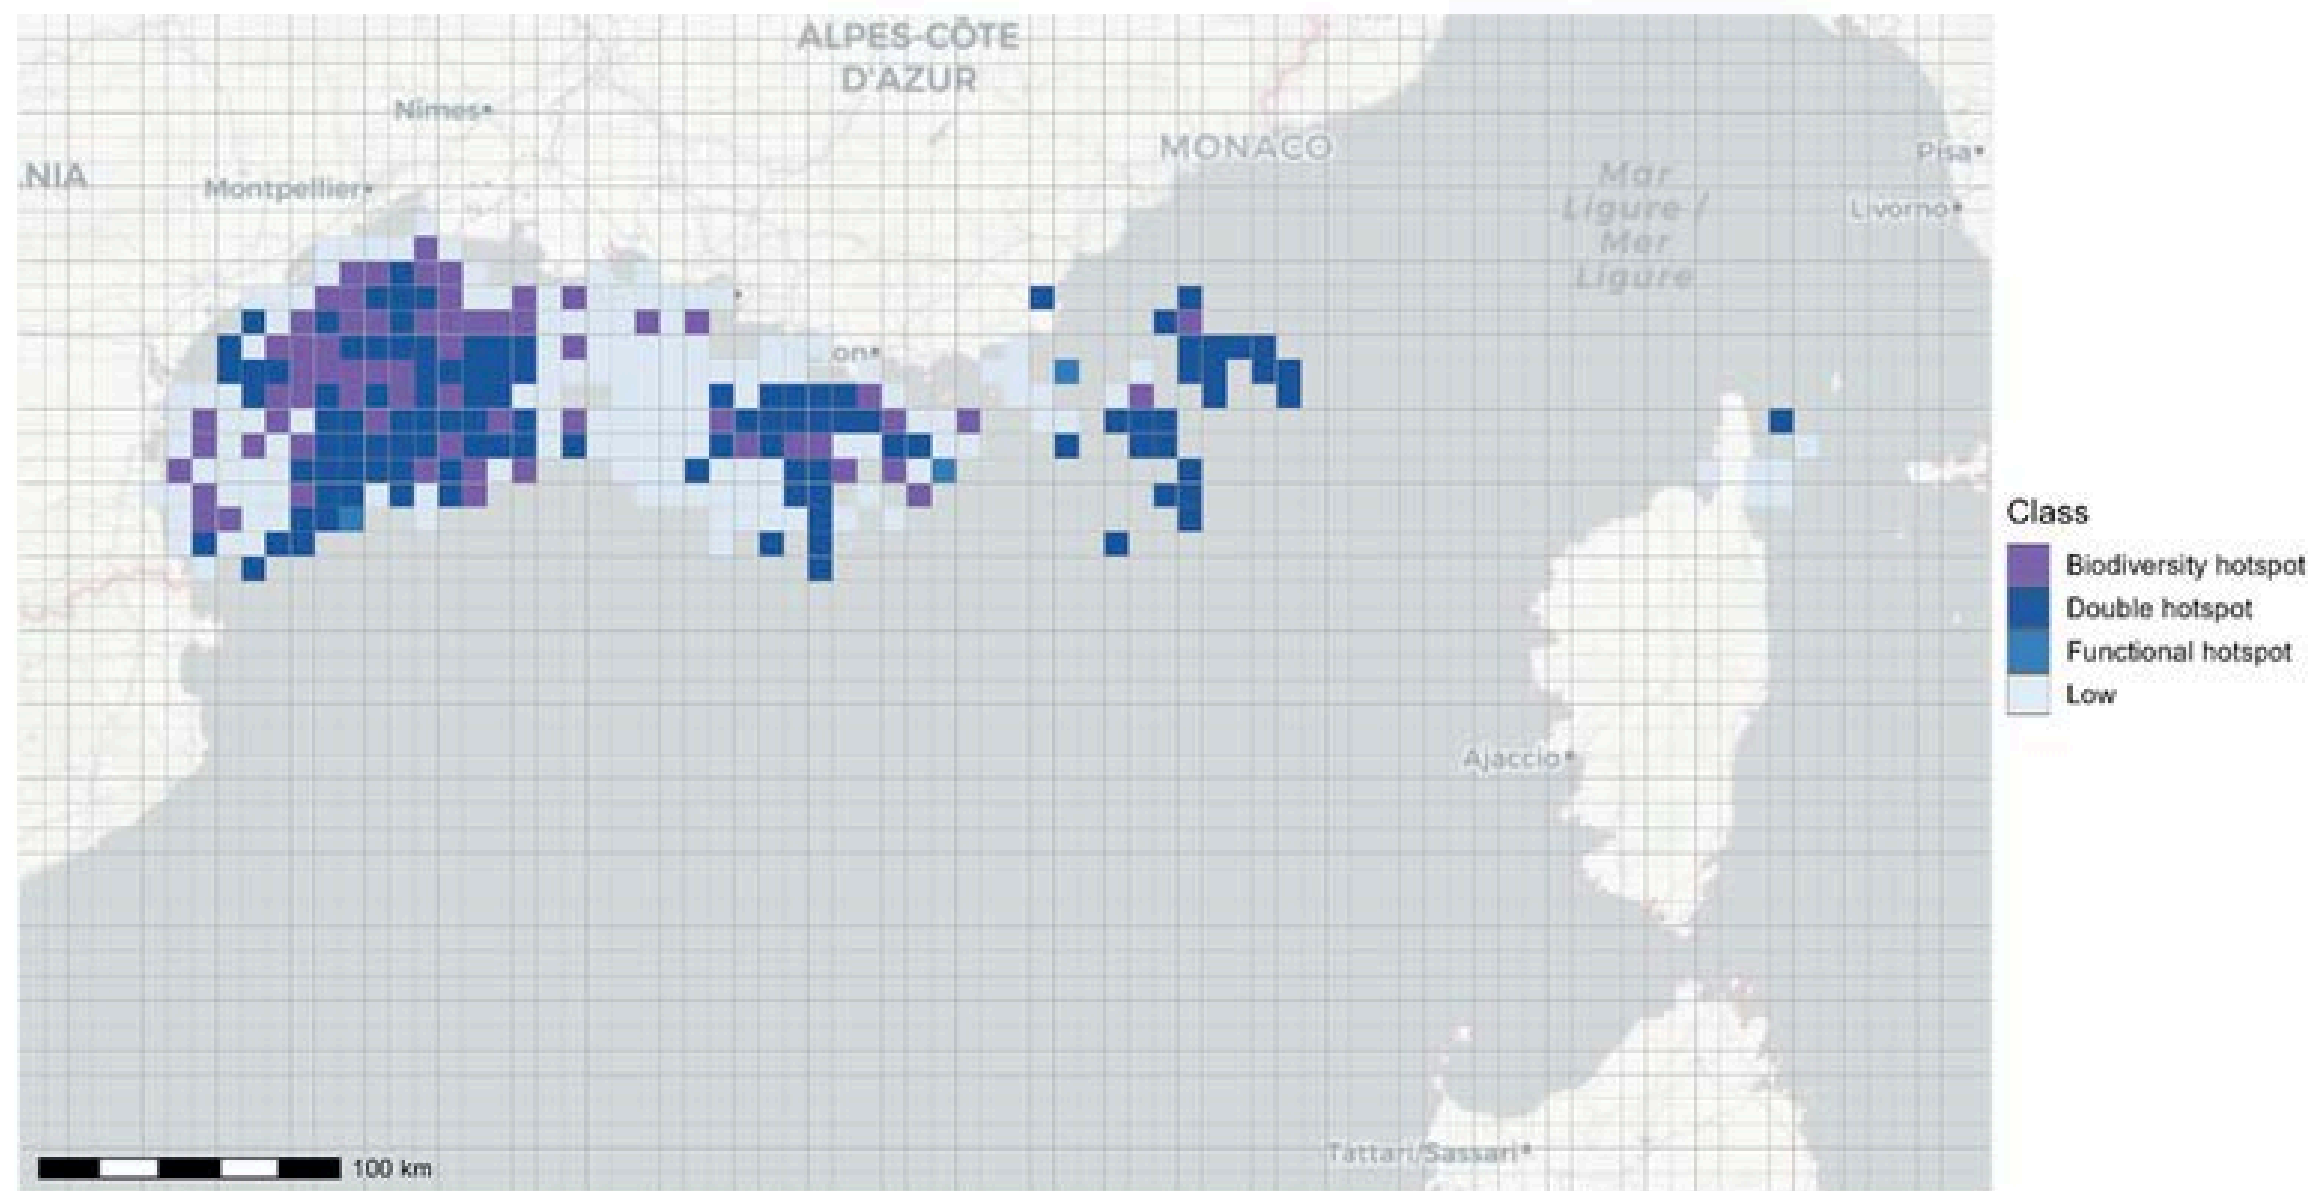 ALPES-CÔTE
D'AZUR
Nîmes
MONACO
Pisa
.NIA
Montpellier
Mar
Ligure /
Mer
Ligure
Livorno
on
Class
Biodiversity hotspot
Double hotspot
Functional hotspot
Low
Ajaccio
Tattari/Sassari
100 km